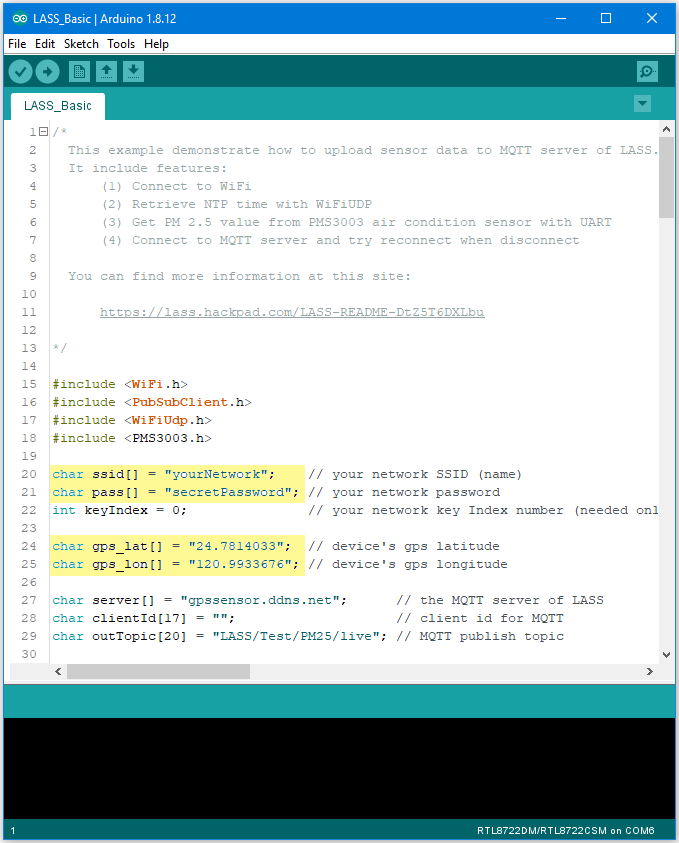 LASS_Basic | Arduino 1.8.12
File Edit Sketch Tools Help
LASS_Basic
1 /*
2 This example demonstrate how to upload sensor data to MQTT server of LASS.
3 It include features:
4 (1) Connect to WiFi
5 (2) Retrieve NTP time with WiFiUDP
6 (3) Get PM 2.5 value from PMS3003 air condition sensor with UART
7 (4) Connect to MQTT server and try reconnect when disconnect
8
9 You can find more information at this site:
10
11 https://lass.hackpad.com/LASS-README-DtZ5T6DXLbu
12
13 */
14
15 #include <WiFi.h>
16 #include <PubSubClient.h>
17 #include <WiFiUdp.h>
18 #include <PMS3003.h>
19
20 char ssid[] = "yourNetwork"; // your network SSID (name)
21 char pass[] = "secretPassword"; // your network password
22 int keyIndex = 0; // your network key Index number (needed onl
23
24 char gps_lat[] = "24.7814033"; // device's gps latitude
25 char gps_lon[] = "120.9933676"; // device's gps longitude
26
27 char server[] = "gpssensor.ddns.net"; // the MQTT server of LASS
28 char clientId[17] = ""; // client id for MQTT
29 char outTopic[20] = "LASS/Test/PM25/live"; // MQTT publish topic
30
1 RTL8722DM/RTL8722CSM on COM6